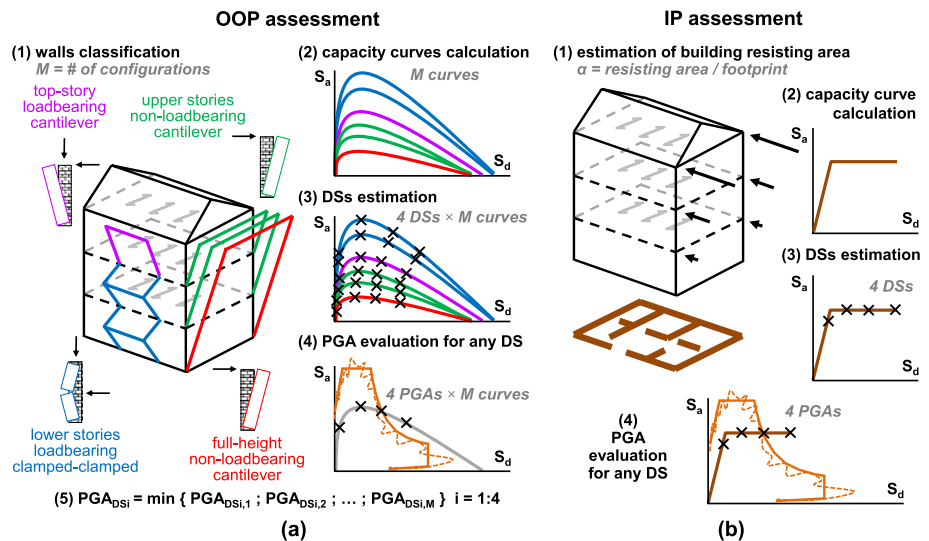 OOP assessment
(1) walls classification
M = # of configurations
top-story
loadbearing
cantilever
upper stories
non-loadbearing
cantilever
lower stories
loadbearing
clamped-clamped
full-height
non-loadbearing
cantilever
(2) capacity curves calculation
Sa
M curves
Sd
(3) DSs estimation
Sa
4 DSs × M curves
Sd
(4) PGA evaluation for any DS
Sa
4 PGAs × M curves
Sd
(5) PGADSi = min { PGADSi,1 ; PGADSi,2 ; … ; PGADSi,M } i = 1:4
(a)
IP assessment
(1) estimation of building resisting area
α = resisting area / footprint
(2) capacity curve
calculation
Sa
Sd
(3) DSs estimation
Sa
4 DSs
Sd
(4)
PGA
evaluation
for any DS
Sa
4 PGAs
Sd
(b)